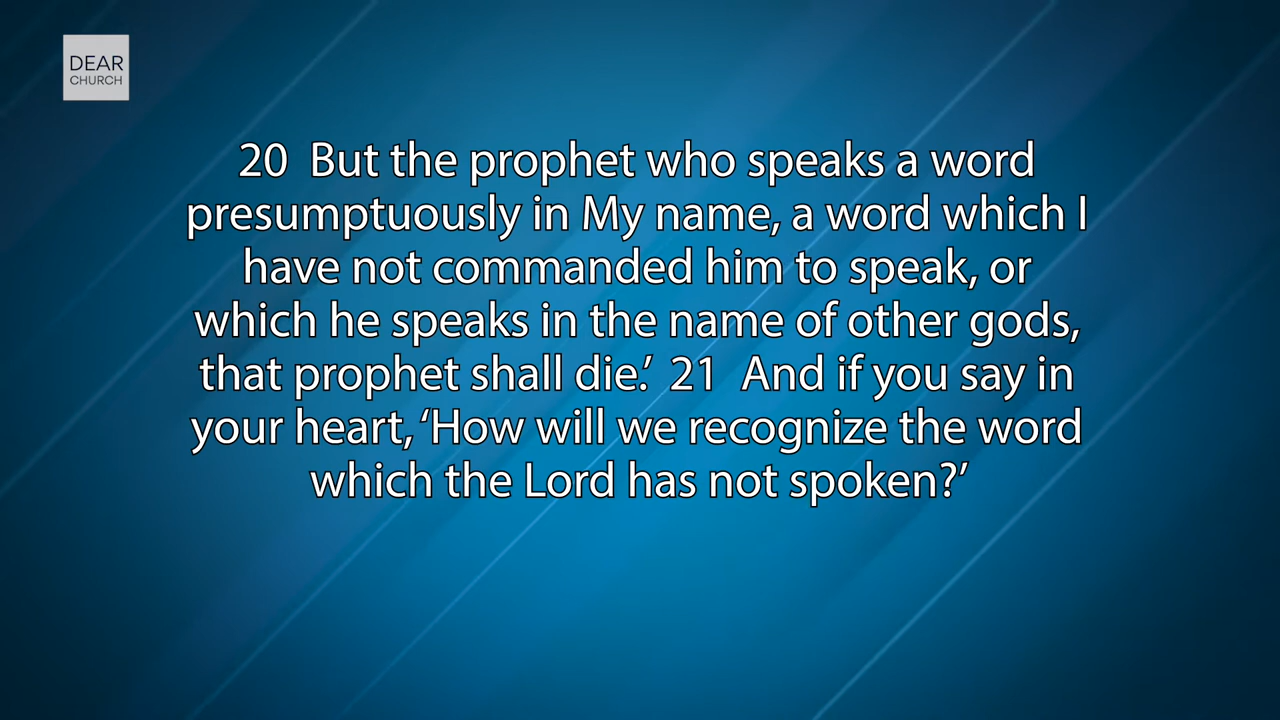 DEAR
CHURCH
20 But the prophet who speaks a word
presumptuously in My name, a word which I
have not commanded him to speak, or
which he speaks in the name of other gods,
that prophet shall die.’ 21 And if you say in
your heart, ‘How will we recognize the word
which the Lord has not spoken?’